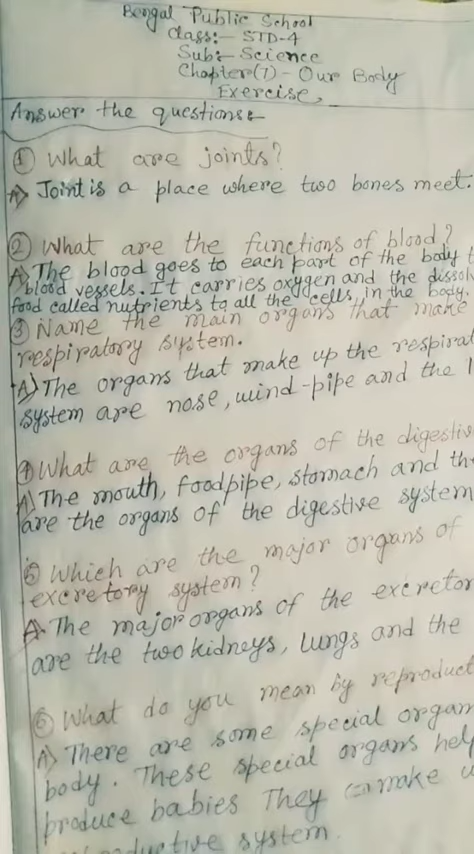 Bengal Public School
Class:- STD-4
Sub:- Science
Chapter(7)- Our Body
Exercise
Answer the questions:-
① What are joints?
A) Joint is a place where two bones meet.
② What are the functions of blood?
A) The blood goes to each part of the body
blood vessels. It carries oxygen and the
food called nutrients to all the cells, in the body.
③ Name the main organs that make
respiratory system.
A) The organs that make up the
system are nose, wind-pipe and the
④ What are the organs of the
A) The mouth, foodpipe, stomach and
are the organs of the digestive system
⑤ Which are the major organs of
excretory system?
A) The major organs of the
are the two kidneys, lungs and the
⑥ What do you mean by
A) There are some special
body. These special organs
produce babies They make
system.